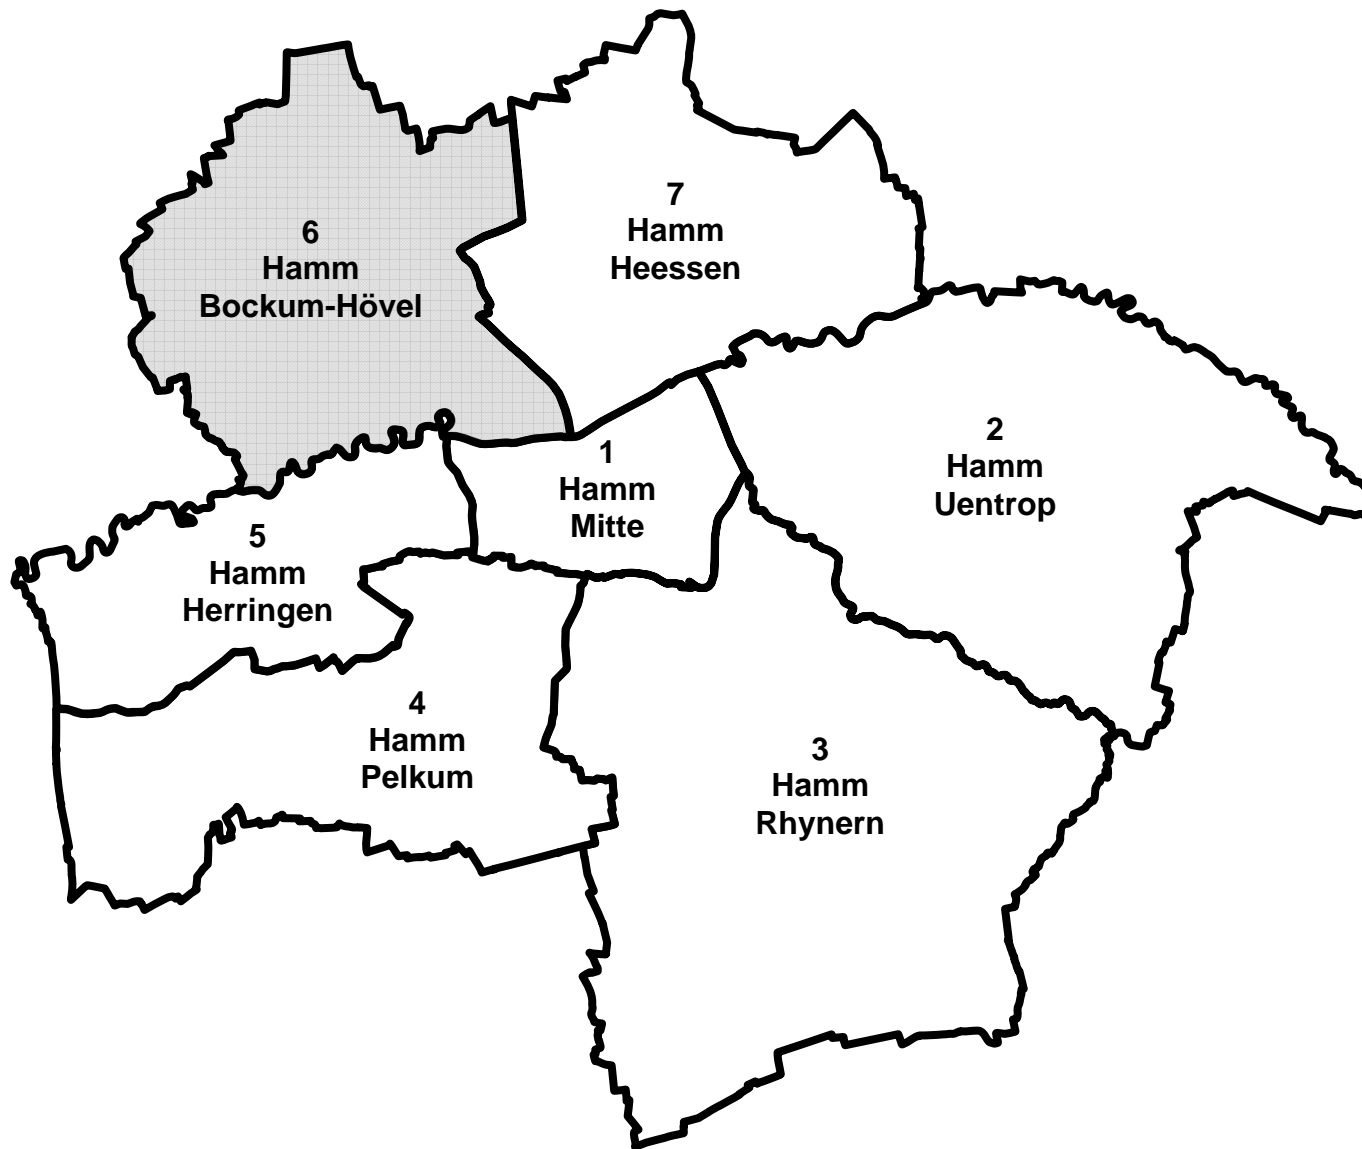 7
Hamm
Heessen
6
Hamm
Bockum-Hövel
2
Hamm
Uentrop
1
Hamm
Mitte
5
Hamm
Herringen
4
Hamm
Pelkum
3
Hamm
Rhynern